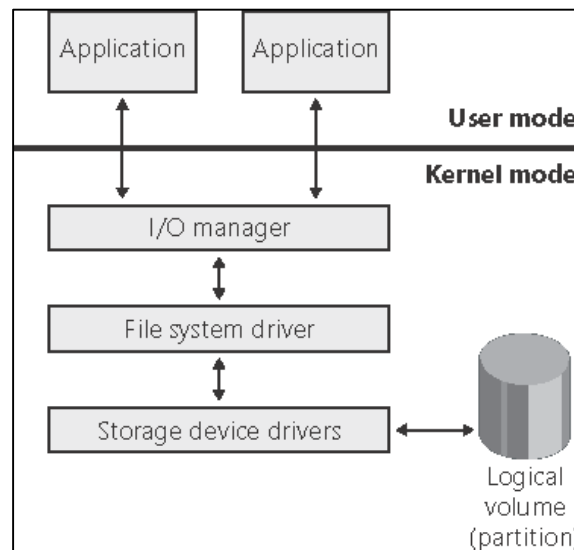 Application
Application
User mode
Kernel mode
I/O manager
File system driver
Storage device drivers
Logical
volume
(partition)